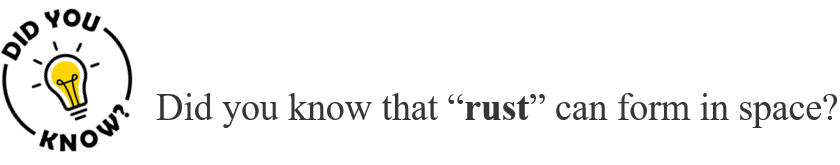 DID YOU
KNOW?
Did you know that “rust” can form in space?